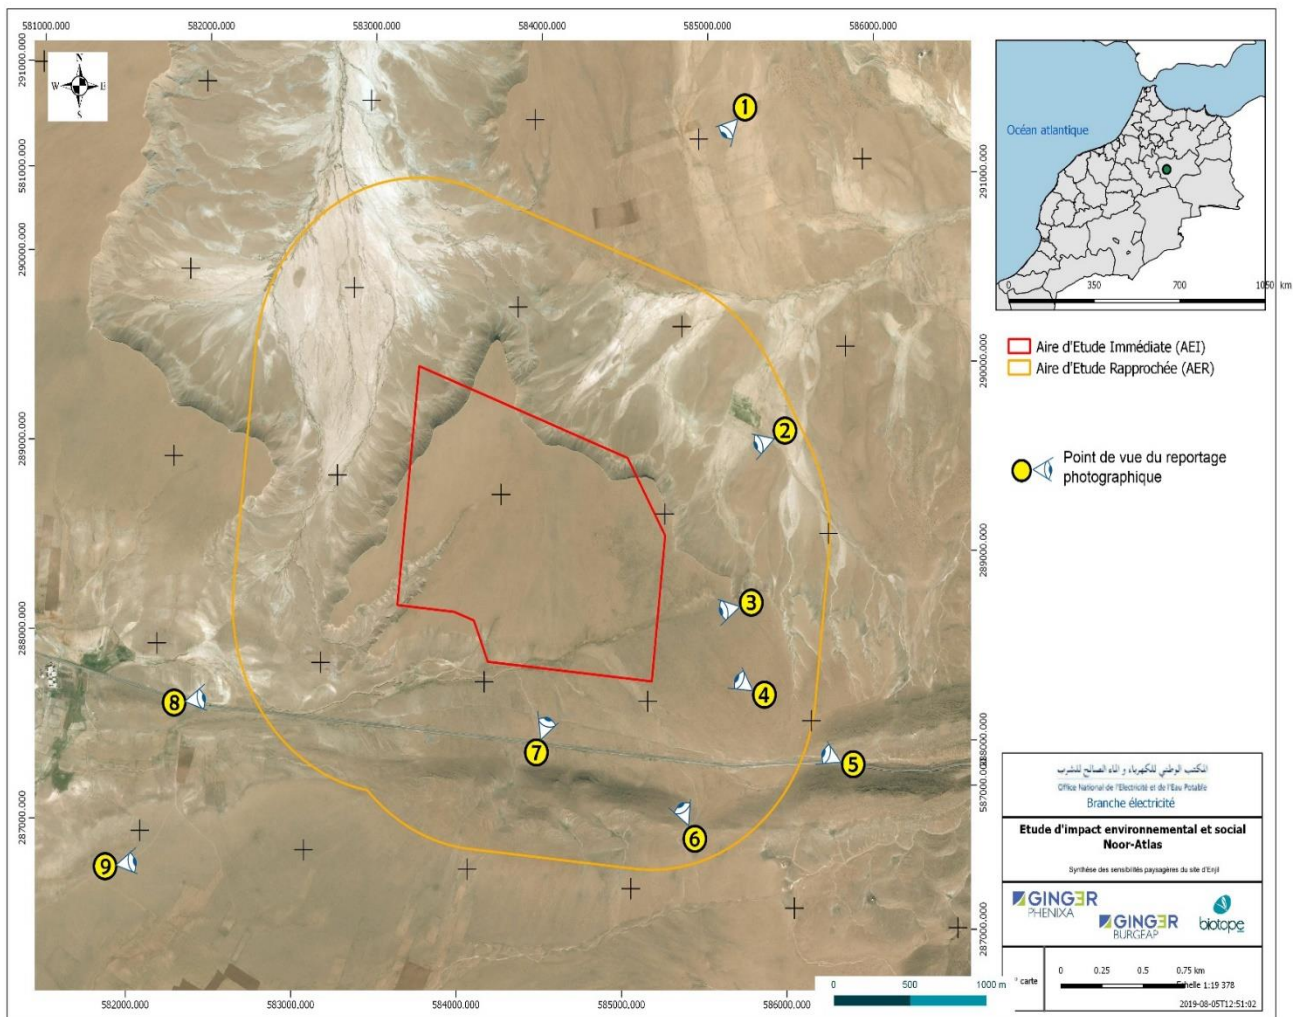 581000.000
582000.000
583000.000
584000.000
585000.000
586000.000
291000.000
5810000.000
290000.000
289000.000
288000.000
287000.000
N
W
E
S
1
2
3
4
5
6
7
8
9
291000.000
290000.000
289000.000
587000.000
287000.000
582000.000
583000.000
584000.000
585000.000
586000.000
0
500
1000 m
Océan atlantique
0
350
700
1050 km
Aire d'Etude Immédiate (AEI)
Aire d'Etude Rapprochée (AER)
Point de vue du reportage
photographique
المكتب الوطني للكهرباء و الماء الصالح للشرب
Office National de l'Electricité et de l'Eau Potable
Branche électricité
Etude d'impact environnemental et social
Noor-Atlas
Synthèse des sensibilités paysagères du site d'Enjil
GINGER
PHENIXA
GINGER
BURGEAP
biotope
carte
0
0.25
0.5
0.75 km
Echelle 1:19 378
2019-08-05T12:51:02